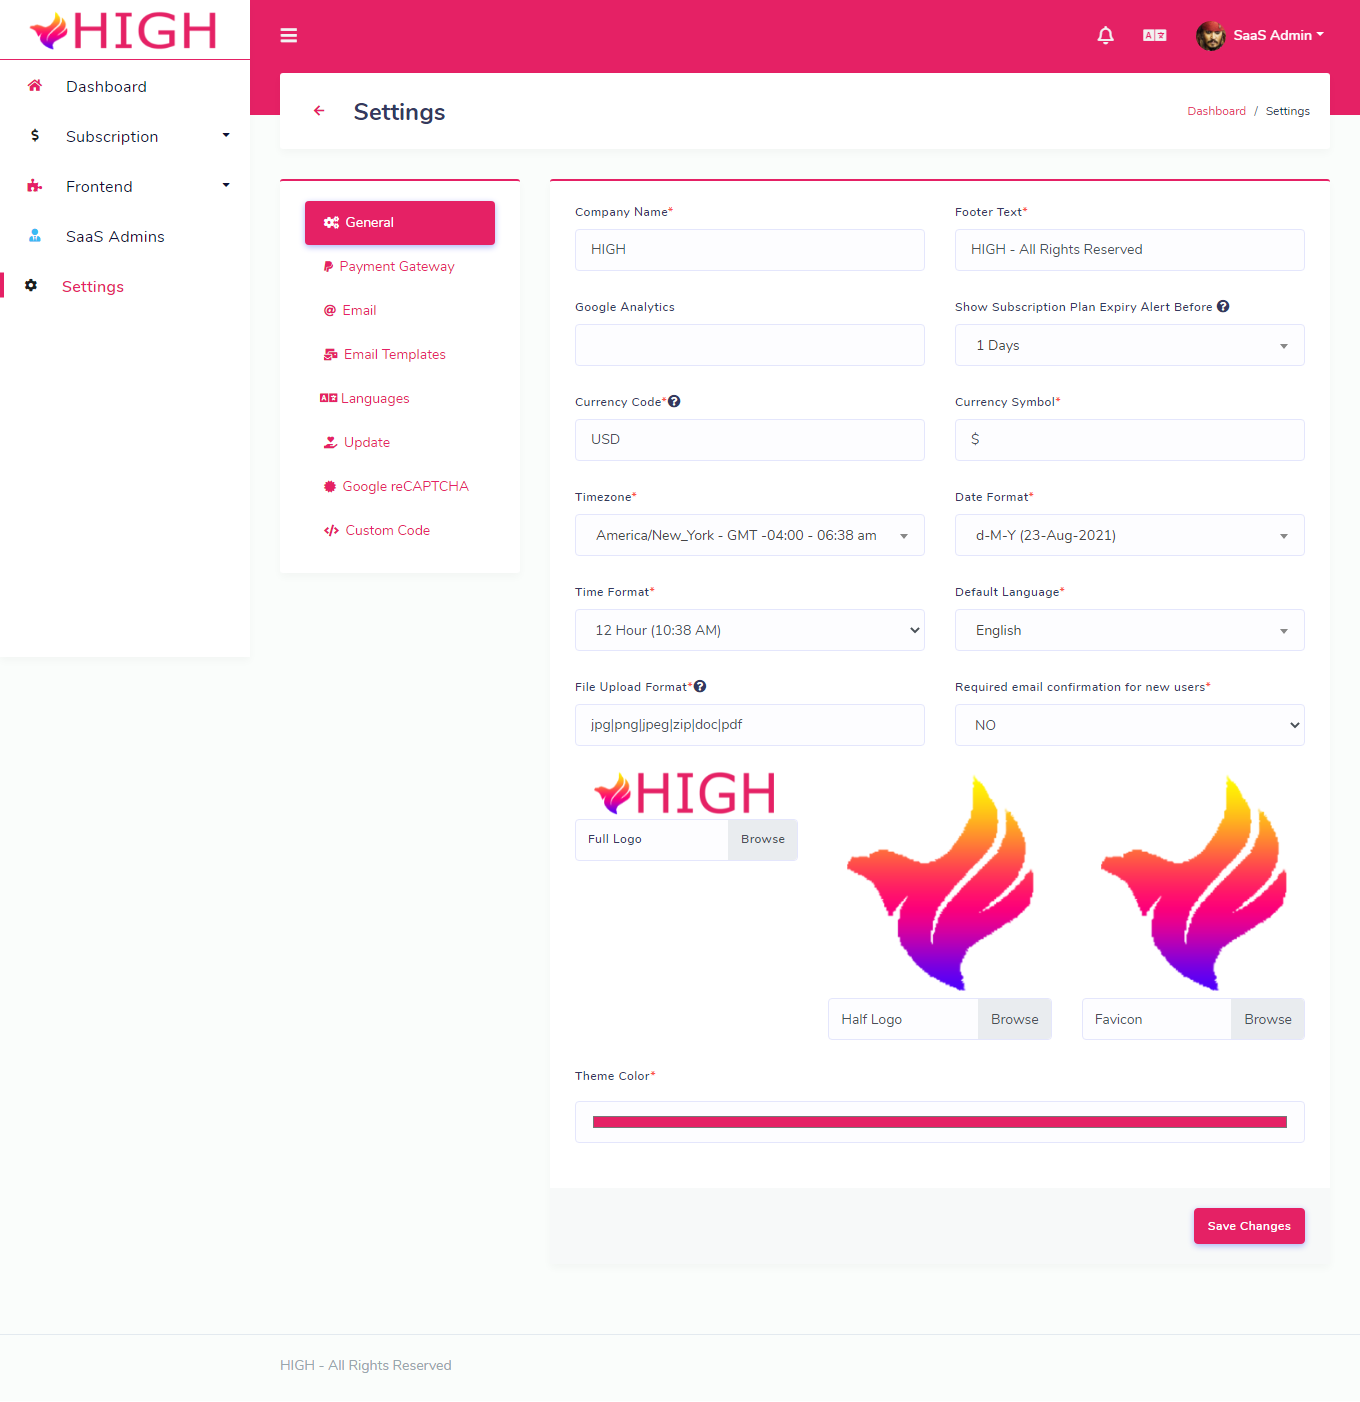 HIGH
SaaS Admin
Dashboard
Subscription
Frontend
SaaS Admins
Settings
Settings
Dashboard / Settings
General
Payment Gateway
Email
Email Templates
Languages
Update
Google reCAPTCHA
Custom Code
Company Name*
HIGH
Footer Text*
HIGH - All Rights Reserved
Google Analytics
Show Subscription Plan Expiry Alert Before
1 Days
Currency Code*
USD
Currency Symbol*
$
Timezone*
America/New_York - GMT -04:00 - 06:38 am
Date Format*
d-M-Y (23-Aug-2021)
Time Format*
12 Hour (10:38 AM)
Default Language*
English
File Upload Format*
jpg|png|jpeg|zip|doc|pdf
Required email confirmation for new users*
NO
HIGH
Full Logo Browse
Half Logo Browse
Favicon Browse
Theme Color*
Save Changes
HIGH - All Rights Reserved